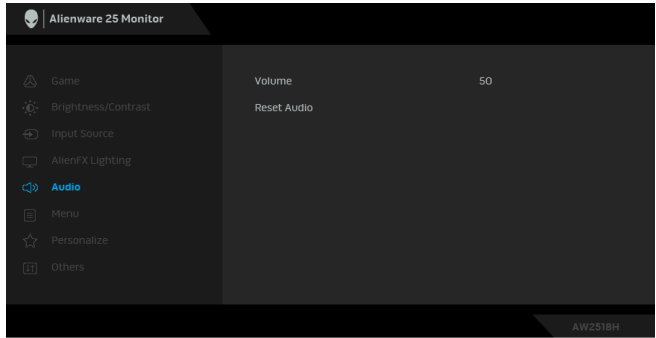 Alienware 25 Monitor
Game
Volume 50
Brightness/Contrast
Reset Audio
Input Source
AlienFX Lighting
Audio
Menu
Personalize
Others
AW2518H